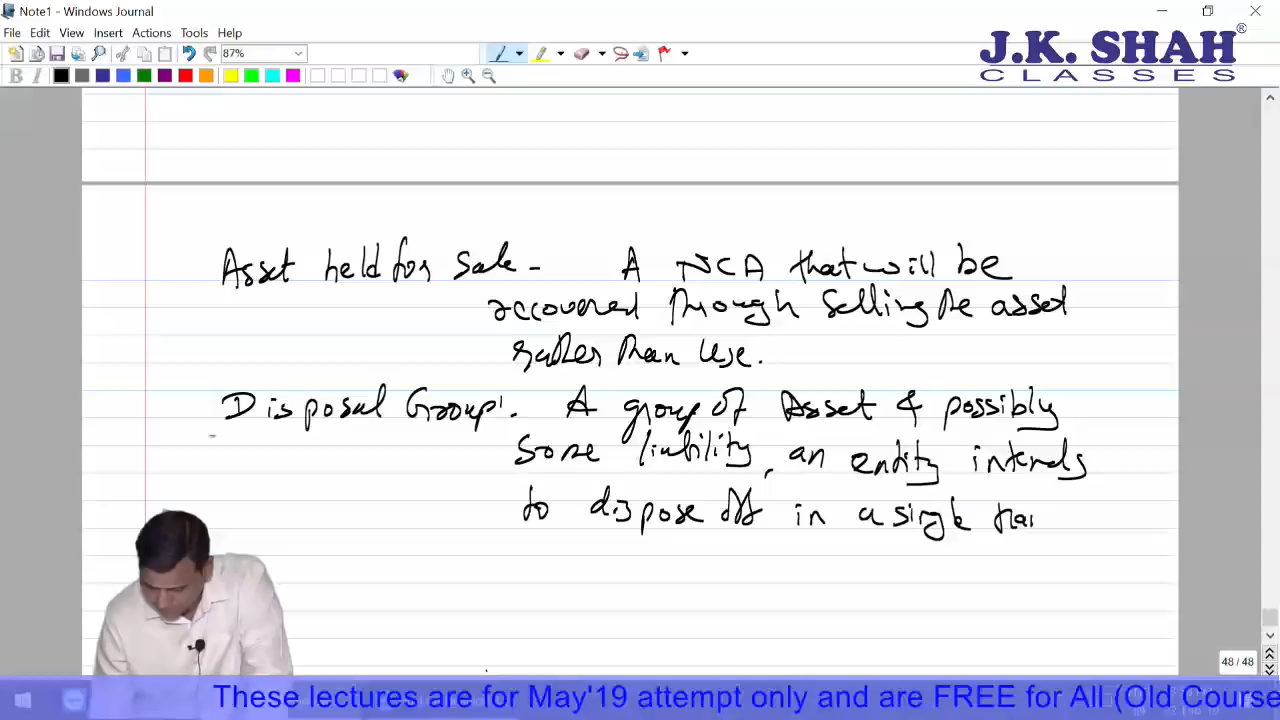 Note1 - Windows Journal
File Edit View Insert Actions Tools Help
87%
J.K. SHAH®
CLASSES
Asset held for Sale - A NCA that will be
recovered through Selling the asset
rather than use.
Disposal Group: A group of Asset & possibly
some liability, an entity intends
to dispose off in a single tran
48 / 48
These lectures are for May'19 attempt only and are FREE for All (Old Course